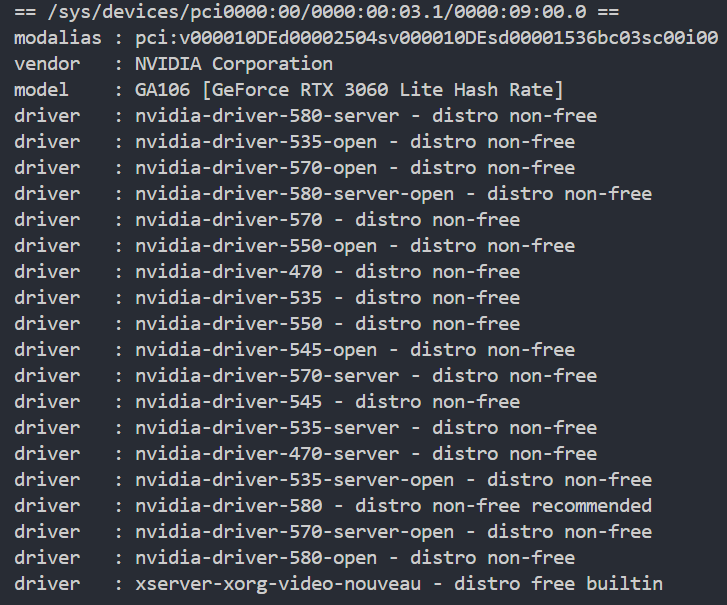 == /sys/devices/pci0000:00/0000:00:03.1/0000:09:00.0 ==
modalias : pci:v000010DEd00002504sv000010DEsd00001536bc03sc00i00
vendor   : NVIDIA Corporation
model    : GA106 [GeForce RTX 3060 Lite Hash Rate]
driver   : nvidia-driver-580-server - distro non-free
driver   : nvidia-driver-535-open - distro non-free
driver   : nvidia-driver-570-open - distro non-free
driver   : nvidia-driver-580-server-open - distro non-free
driver   : nvidia-driver-570 - distro non-free
driver   : nvidia-driver-550-open - distro non-free
driver   : nvidia-driver-470 - distro non-free
driver   : nvidia-driver-535 - distro non-free
driver   : nvidia-driver-550 - distro non-free
driver   : nvidia-driver-545-open - distro non-free
driver   : nvidia-driver-570-server - distro non-free
driver   : nvidia-driver-545 - distro non-free
driver   : nvidia-driver-535-server - distro non-free
driver   : nvidia-driver-470-server - distro non-free
driver   : nvidia-driver-535-server-open - distro non-free
driver   : nvidia-driver-580 - distro non-free recommended
driver   : nvidia-driver-570-server-open - distro non-free
driver   : nvidia-driver-580-open - distro non-free
driver   : xserver-xorg-video-nouveau - distro free builtin